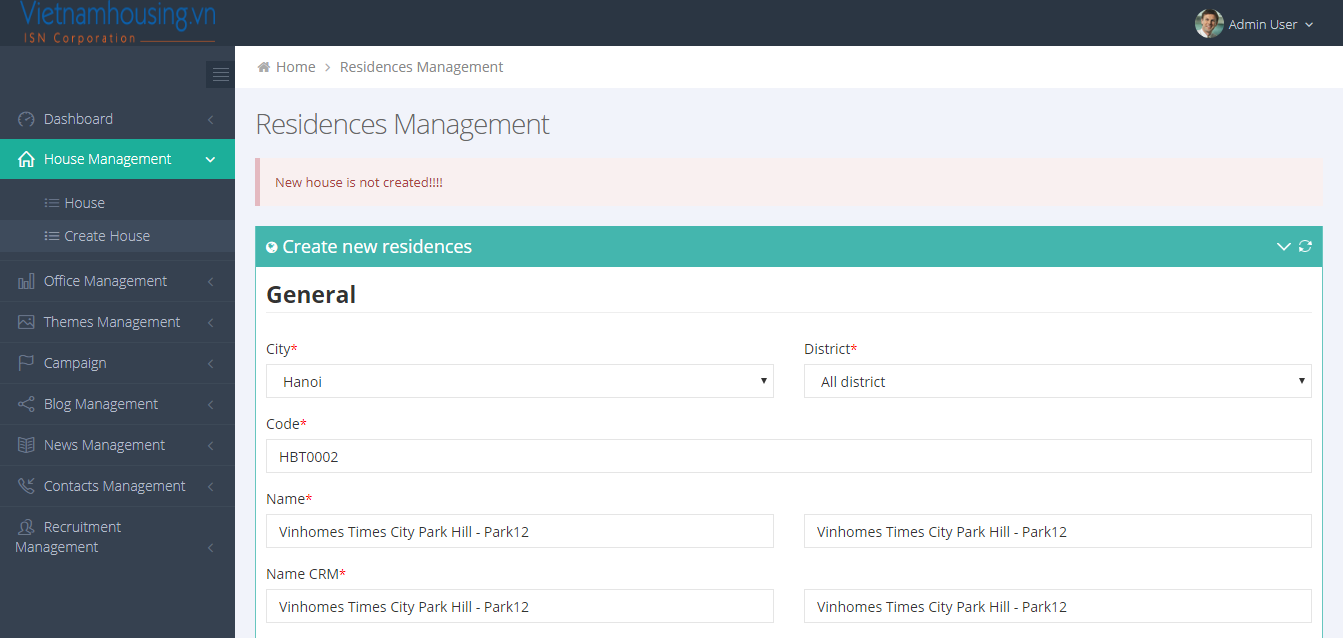 Vietnamhousing.vn
ISN Corporation
Admin User
Home > Residences Management
Dashboard
House Management
House
Create House
Office Management
Themes Management
Campaign
Blog Management
News Management
Contacts Management
Recruitment
Management
Residences Management
New house is not created!!!!
Create new residences
General
City* District*
Hanoi All district
Code*
HBT0002
Name*
Vinhomes Times City Park Hill - Park12 Vinhomes Times City Park Hill - Park12
Name CRM*
Vinhomes Times City Park Hill - Park12 Vinhomes Times City Park Hill - Park12